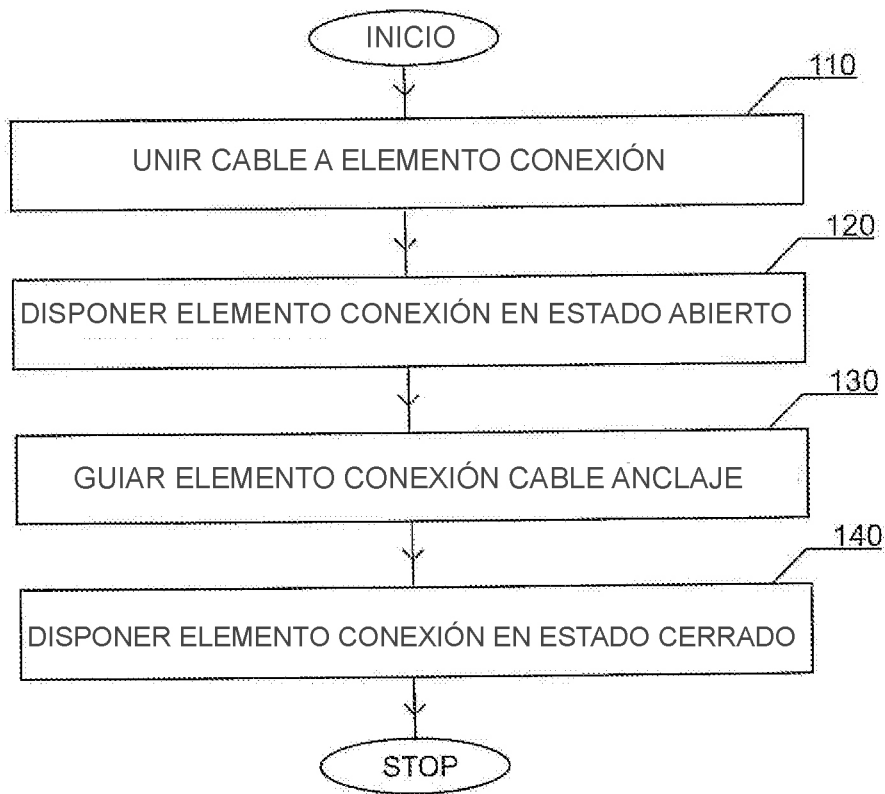 INICIO
110
UNIR CABLE A ELEMENTO CONEXIÓN
120
DISPONER ELEMENTO CONEXIÓN EN ESTADO ABIERTO
130
GUIAR ELEMENTO CONEXIÓN CABLE ANCLAJE
140
DISPONER ELEMENTO CONEXIÓN EN ESTADO CERRADO
STOP